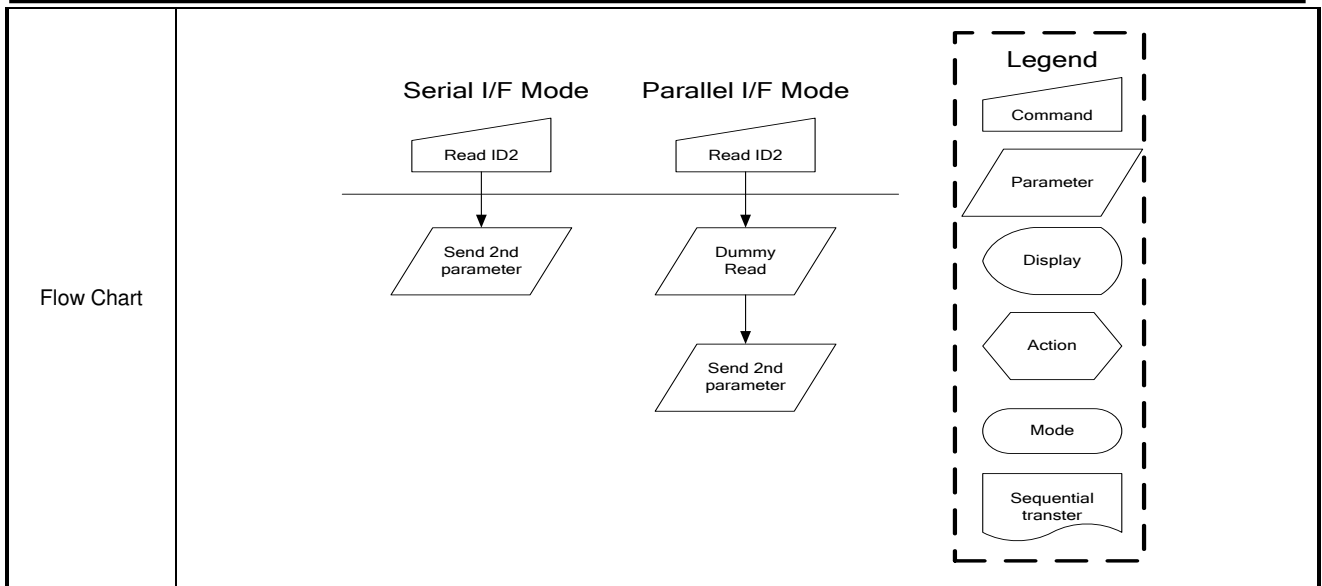 Flow Chart
Serial I/F Mode
Read ID2
Send 2nd
parameter
Parallel I/F Mode
Read ID2
Dummy
Read
Send 2nd
parameter
Legend
Command
Parameter
Display
Action
Mode
Sequential
transter